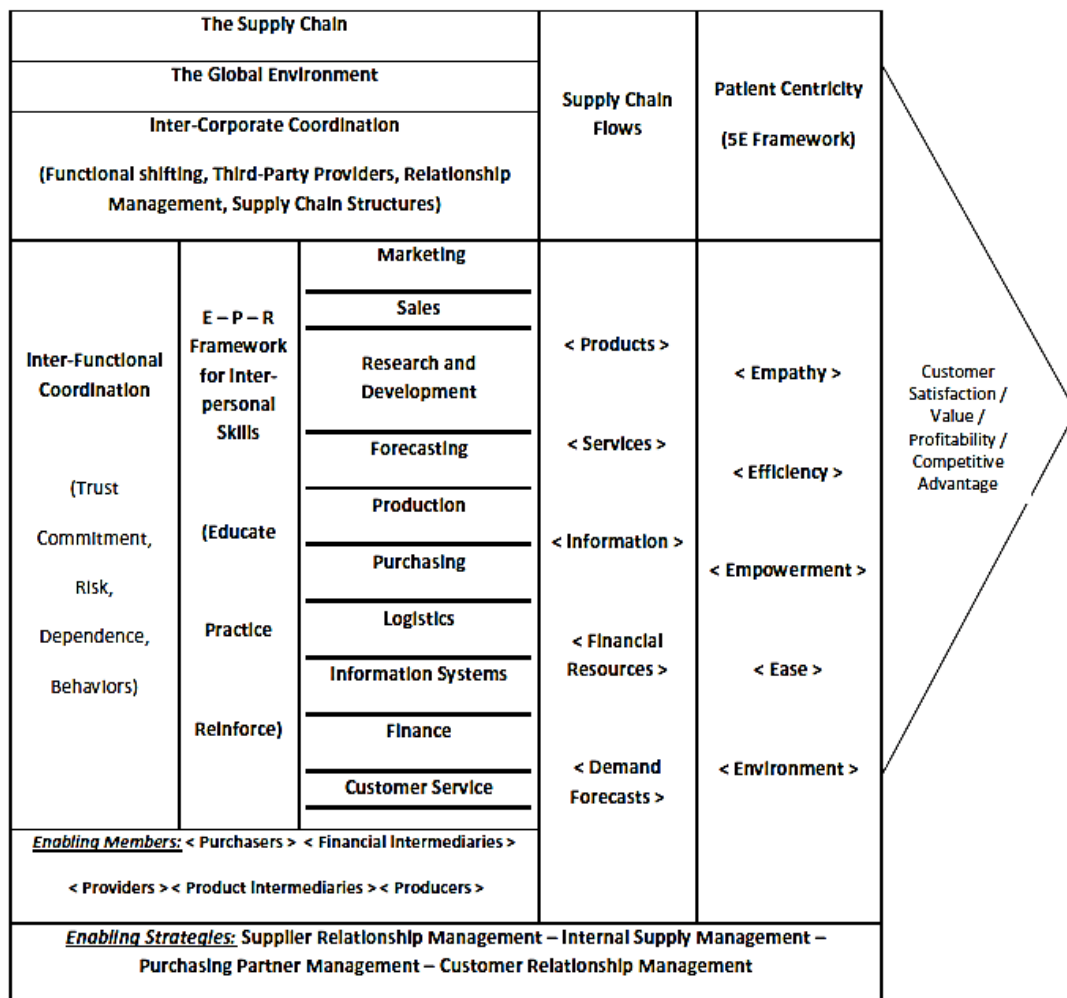 The Supply Chain
The Global Environment
Inter-Corporate Coordination
(Functional shifting, Third-Party Providers, Relationship
Management, Supply Chain Structures)
Supply Chain
Flows
Patient Centricity
(5E Framework)
Inter-Functional
Coordination
(Trust
Commitment,
Risk,
Dependence,
Behaviors)
E – P – R
Framework
for Inter-
personal
Skills
(Educate
Practice
Reinforce)
Marketing
Sales
Research and
Development
Forecasting
Production
Purchasing
Logistics
Information Systems
Finance
Customer Service
< Products >
< Services >
< Information >
< Financial
Resources >
< Demand
Forecasts >
< Empathy >
< Efficiency >
< Empowerment >
< Ease >
< Environment >
Customer
Satisfaction /
Value /
Profitability /
Competitive
Advantage
Enabling Members: < Purchasers > < Financial Intermediaries >
< Providers > < Product Intermediaries > < Producers >
Enabling Strategies: Supplier Relationship Management – Internal Supply Management –
Purchasing Partner Management – Customer Relationship Management